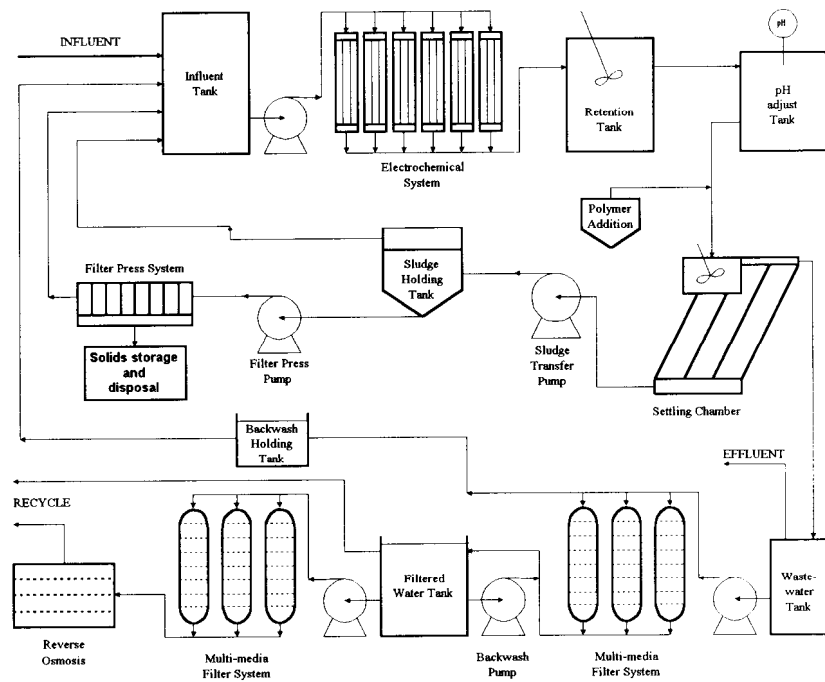 INFLUENT
Influent
Tank
Electrochemical
System
Retention
Tank
pH
pH
adjust
Tank
Polymer
Addition
Filter Press System
Sludge
Holding
Tank
Solids storage
and
disposal
Filter Press
Pump
Sludge
Transfer
Pump
Settling Chamber
Backwash
Holding
Tank
EFFLUENT
RECYCLE
Filtered
Water Tank
Waste-
water
Tank
Reverse
Osmosis
Multi-media
Filter System
Backwash
Pump
Multi-media
Filter System